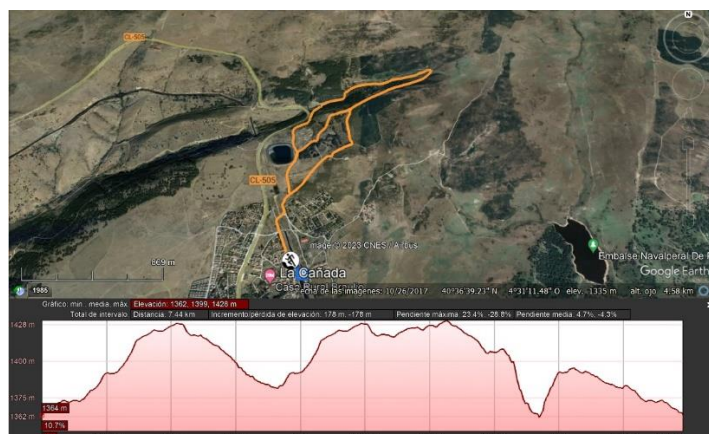 CL-505
N
CL-505
869 m
Image © 2023 CNES / Airbus
La Cañada
Casa Rural
Embalse Navalperal De P
Google Earth
1985
Fecha de las imágenes: 10/26/2017 40°36'39.23" N 4°31'11.48" O elev. 1335 m alt. ojo 4.58 km
Gráfico: mín., media, máx. Elevación: 1362, 1399, 1428 m
Total de intervalo: Distancia: 7.44 km Incremento/pérdida de elevación: 178 m, -178 m Pendiente máxima: 23.4%, -28.8% Pendiente media: 4.7%, -4.3%
1428 m
1400 m
1375 m
1364 m
1362 m
10.7%